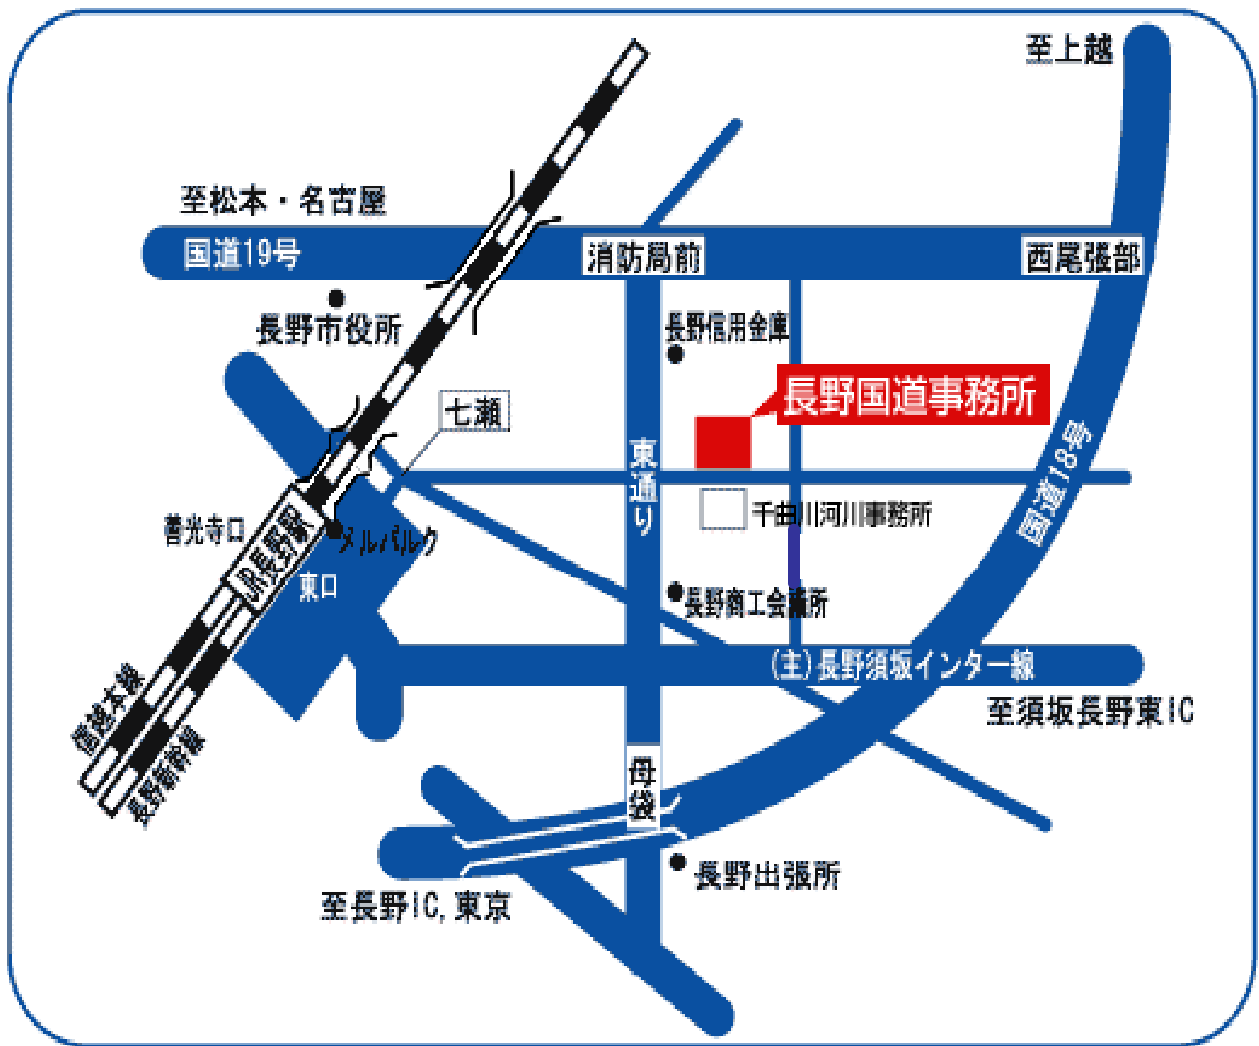 至上越
至松本・名古屋
国道19号
消防局前
西尾張部
長野市役所
長野信用金庫
長野国道事務所
七瀬
東通り
国道18号
千曲川河川事務所
善光寺口
JR長野駅
メルパルク
東口
長野商工会議所
(主)長野須坂インター線
至須坂長野東IC
信越本線
長野新幹線
母袋
長野出張所
至長野IC,東京